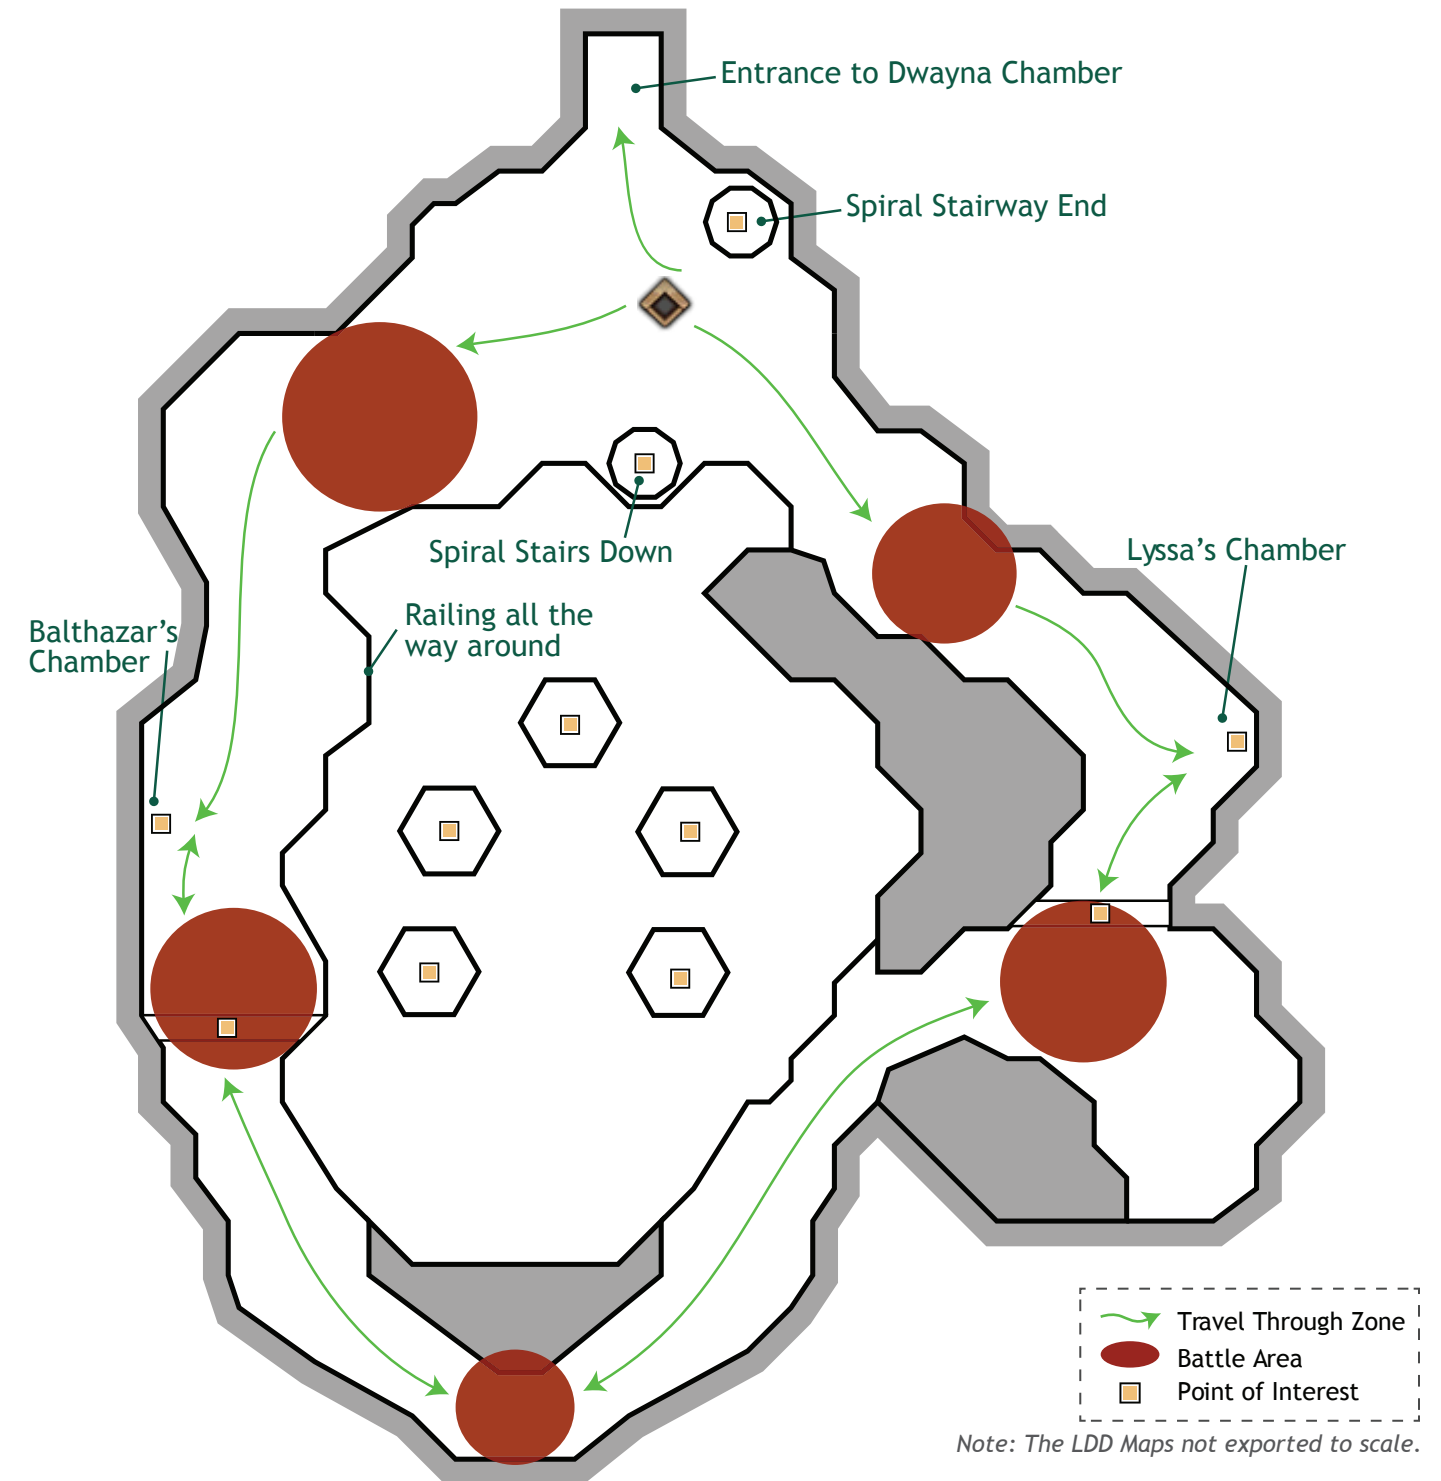 Entrance to Dwayna Chamber
Spiral Stairway End
Spiral Stairs Down
Lyssa's Chamber
Railing all the
way around
Balthazar's
Chamber
Travel Through Zone
Battle Area
Point of Interest
Note: The LDD Maps not exported to scale.